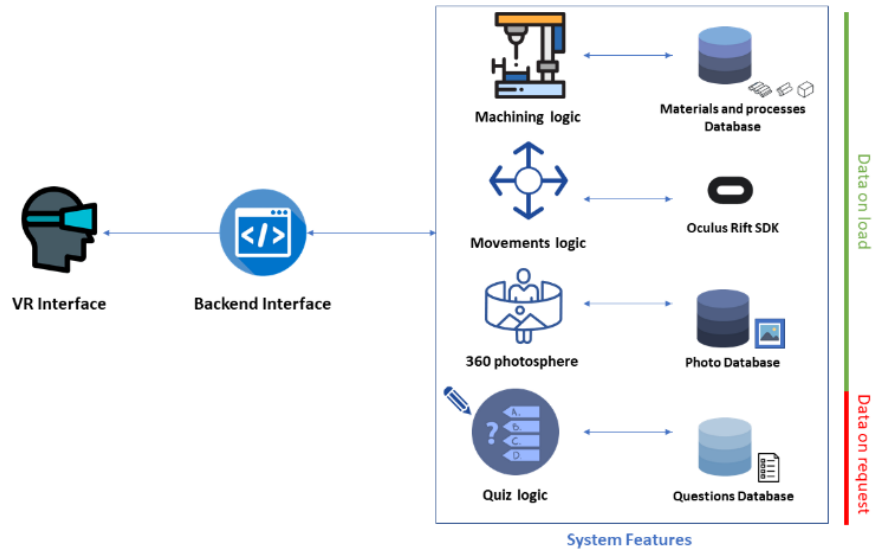 Machining logic
Materials and processes
Database
Movements logic
Oculus Rift SDK
VR Interface
Backend Interface
</>
360 photosphere
Photo Database
?
A.
B.
C.
D.
Quiz logic
Questions Database
System Features
Data on load
Data on request